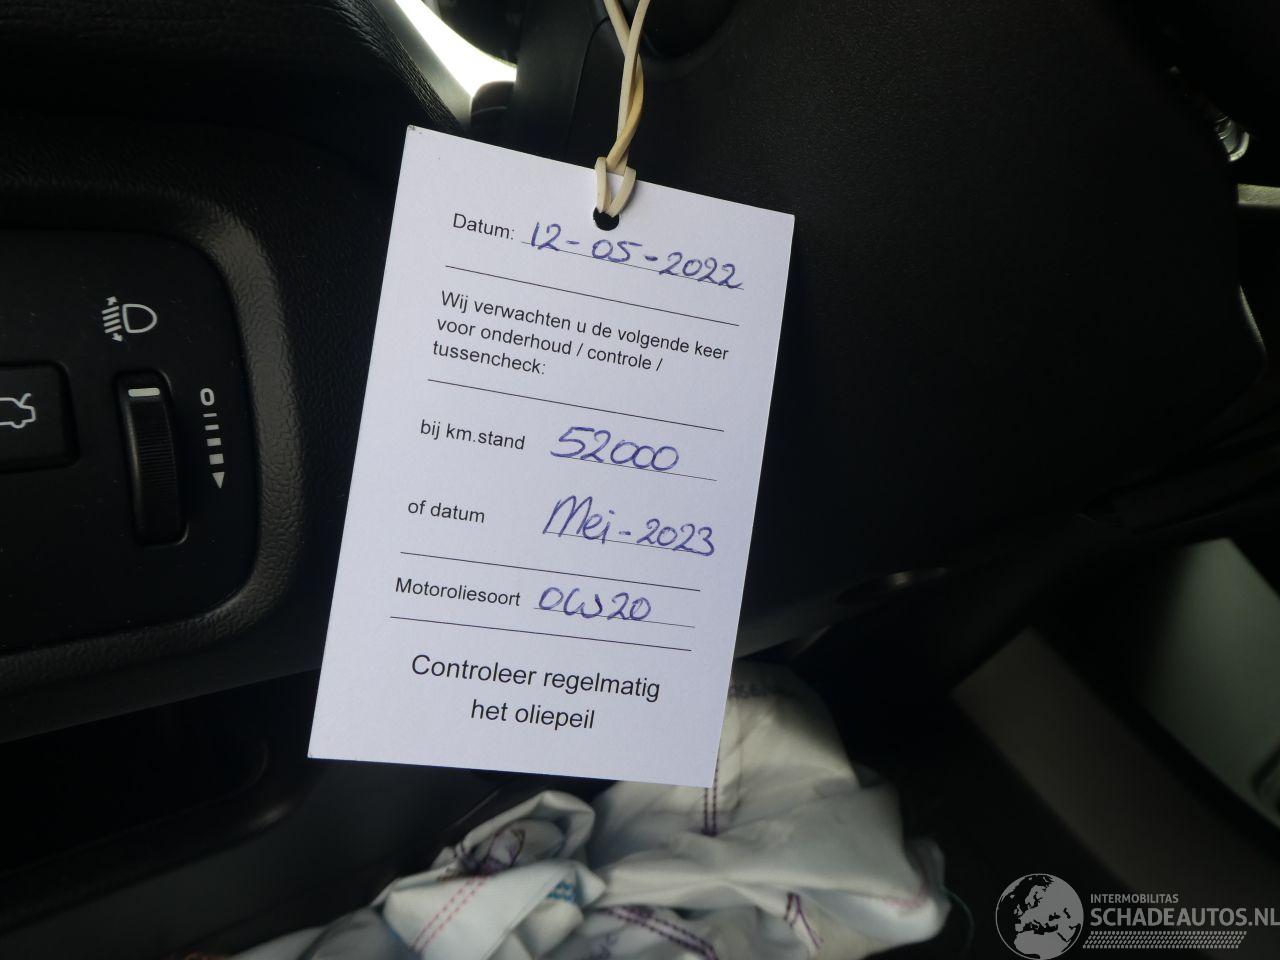 Datum: 12-05-2022
Wij verwachten u de volgende keer
voor onderhoud / controle /
tussencheck:
bij km.stand 52000
of datum Mei-2023
Motoroliesoort 0W20
Controleer regelmatig
het oliepeil
0
INTERMOBILITAS
SCHADEAUTOS.NL